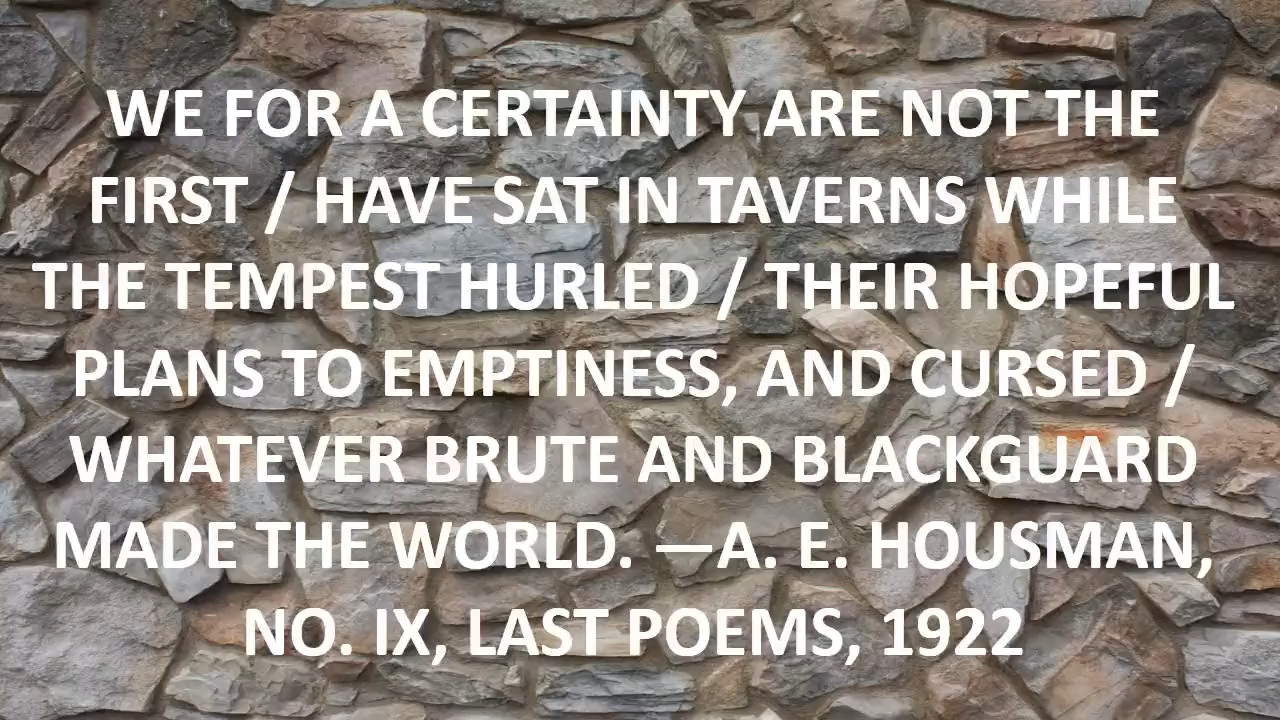 WE FOR A CERTAINTY ARE NOT THE
FIRST / HAVE SAT IN TAVERNS WHILE
THE TEMPEST HURLED / THEIR HOPEFUL
PLANS TO EMPTINESS, AND CURSED /
WHATEVER BRUTE AND BLACKGUARD
MADE THE WORLD. —A. E. HOUSMAN,
NO. IX, LAST POEMS, 1922